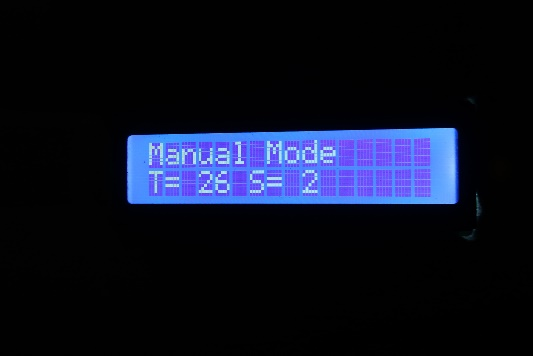 Manual Mode
T= 26 S= 2